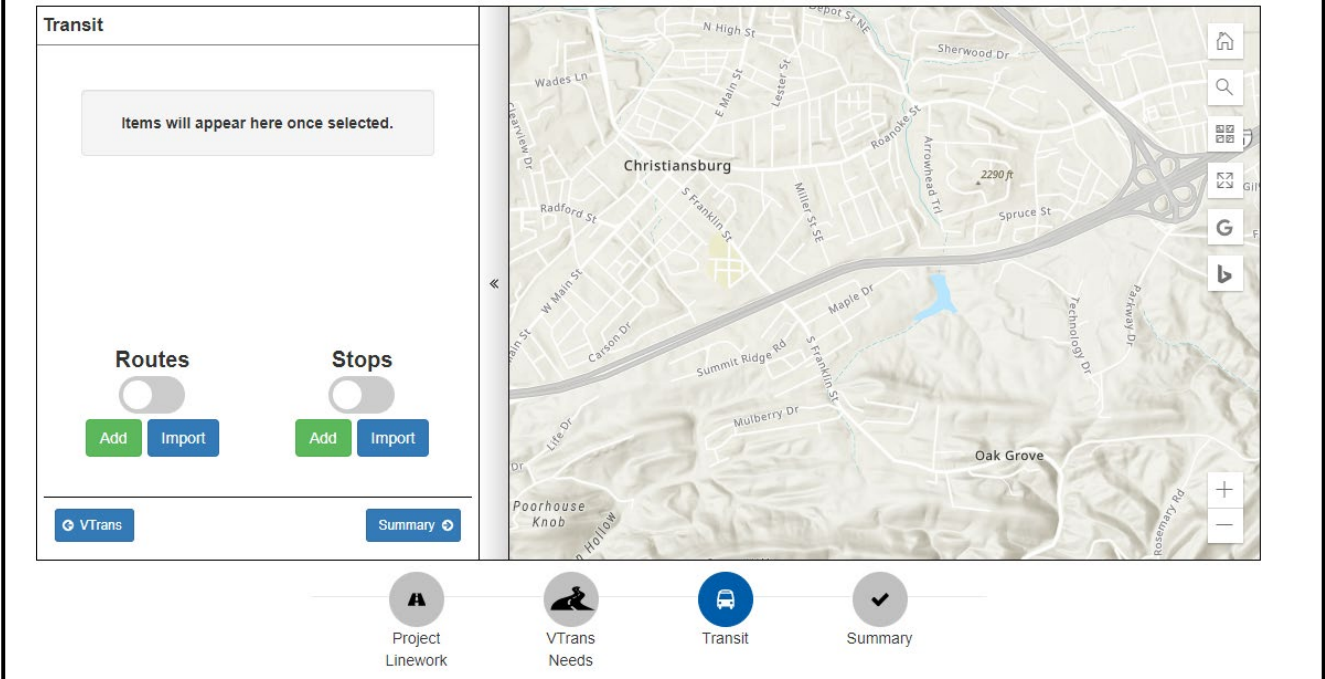 Transit
Items will appear here once selected.
Routes
Stops
Add
Import
Add
Import
VTrans
Summary
«
Depot St NE
N High St
Sherwood Dr
Wades Ln
E Main St
Lester St
Clearview Dr
Roanoke St
Christiansburg
Arrowhead Trl
2290 ft
S Franklin St
Miller St SE
Radford St
Spruce St
W Main St
Maple Dr
Technology Dr
Parkway Dr
Carson Dr
Summit Ridge Rd
S Franklin St
Mulberry Dr
Life Dr
Oak Grove
Dr
Poorhouse
Knob
Hollow
Rosemary Rd
G
+
−
Project
Linework
VTrans
Needs
Transit
Summary